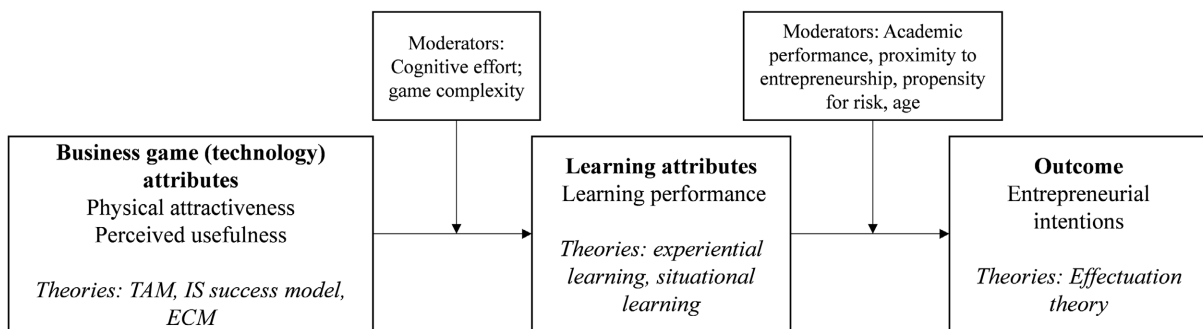 Moderators:
Cognitive effort;
game complexity
Moderators: Academic
performance, proximity to
entrepreneurship, propensity
for risk, age
Business game (technology)
attributes
Physical attractiveness
Perceived usefulness
Theories: TAM, IS success model,
ECM
Learning attributes
Learning performance
Theories: experiential
learning, situational
learning
Outcome
Entrepreneurial
intentions
Theories: Effectuation
theory